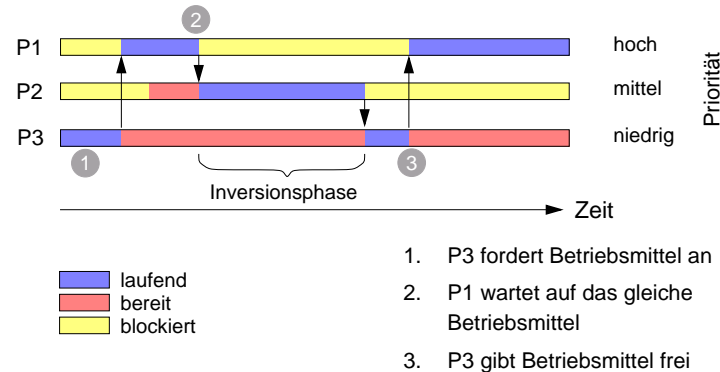 2
P1
hoch
P2
mittel
P3
niedrig
Priorität
1
3
Inversionsphase
Zeit
laufend
bereit
blockiert
1. P3 fordert Betriebsmittel an
2. P1 wartet auf das gleiche
Betriebsmittel
3. P3 gibt Betriebsmittel frei